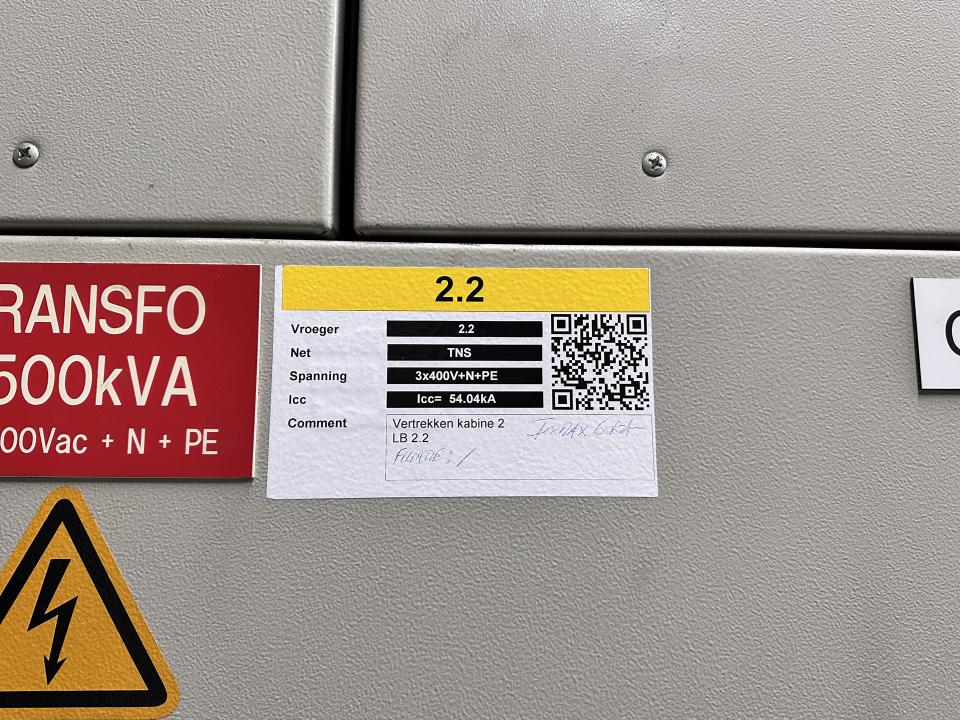 RANSFO
500kVA
00Vac + N + PE
2.2
Vroeger 2.2
Net TNS
Spanning 3x400V+N+PE
Icc Icc= 54.04kA
Comment Vertrekken kabine 2
LB 2.2
FILIATIE: /